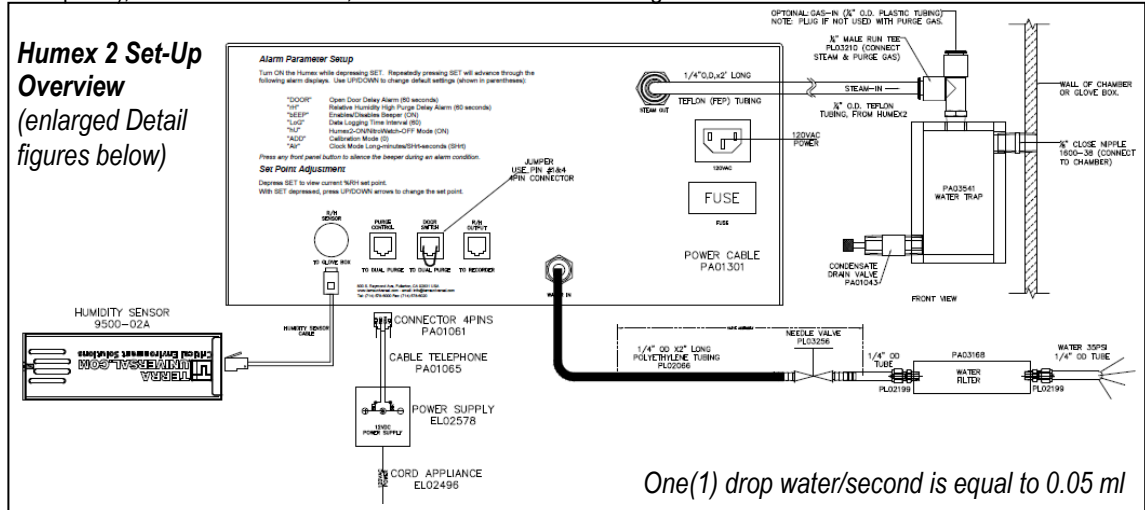 Humex 2 Set-Up
Overview
(enlarged Detail
figures below)
Alarm Parameter Setup
Turn ON the Humex while depressing SET. Repeatedly pressing SET will advance through the
following alarm displays. Use UP/DOWN to change default settings (shown in parentheses):
"DOOR" Open Door Delay Alarm (60 seconds)
"rH" Relative Humidity High Purge Delay Alarm (60 seconds)
"bEEP" Enables/Disables Beeper (ON)
"LoG" Data Logging Time Interval (60)
"hU" Humex2-ON/NitroWatch-OFF Mode (ON)
"ADD" Calibration Mode (0)
"Air" Clock Mode Long-minutes/SHrt-seconds (SHrt)
Press any front panel button to silence the beeper during an alarm condition.
Set Point Adjustment
Depress SET to view current %RH set point.
With SET depressed, press UP/DOWN arrows to change the set point.
JUMPER
USE PIN #1&4
4PIN CONNECTOR
R/H
SENSOR
PURGE
CONTROL
DOOR
SWITCH
R/H
OUTPUT
TO GLOVE BOX
TO DUAL PURGE
TO DUAL PURGE
TO RECORDER
WATER IN
STEAM OUT
1/4"O.D,x2' LONG
TEFLON (FEP) TUBING
120VAC
POWER
120VAC
FUSE
FUSE
POWER CABLE
PA01301
OPTIONAL: GAS-IN (¼" O.D. PLASTIC TUBING)
NOTE: PLUG IF NOT USED WITH PURGE GAS.
¼" MALE RUN TEE
PL03210 (CONNECT
STEAM & PURGE GAS)
STEAM-IN
¼" O.D. TEFLON
TUBING, FROM HUMEX2
WALL OF CHAMBER
OR GLOVE BOX.
CLOSE NIPPLE
1600-38 (CONNECT
TO CHAMBER)
PA03541
WATER TRAP
CONDENSATE
DRAIN VALVE
PA01043
FRONT VIEW
HUMIDITY SENSOR
9500-02A
TERRA
UNIVERSAL.COM
Critical Environment Solutions
HUMIDITY SENSOR
CABLE
CONNECTOR 4PINS
PA01061
CABLE TELEPHONE
PA01065
POWER SUPPLY
EL02578
12VDC
POWER SUPPLY
120VAC
POWER
CORD APPLIANCE
EL02496
1/4" OD X2" LONG
POLYETHYLENE TUBING
PL02066
NEEDLE VALVE
PL03256
1/4" OD
TUBE
PL02199
PA03168
WATER
FILTER
PL02199
WATER 35PSI
1/4" OD TUBE
One(1) drop water/second is equal to 0.05 ml